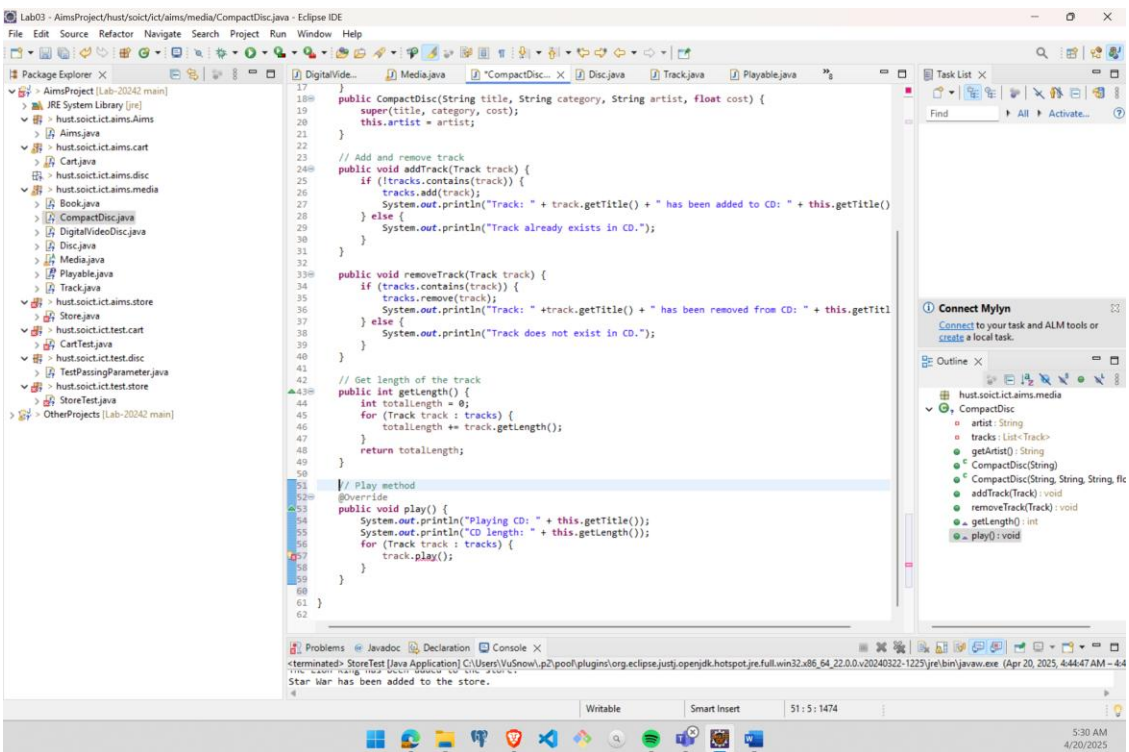 Lab03 - AimsProject/hust/soict/ict/aims/media/CompactDisc.java - Eclipse IDE
File Edit Source Refactor Navigate Search Project Run Window Help
Package Explorer
AimsProject [Lab-20242 main]
JRE System Library [jre]
> hust.soict.ict.aims.Aims
> Aims.java
> hust.soict.ict.aims.cart
> Cart.java
> hust.soict.ict.aims.disc
> hust.soict.ict.aims.media
> Book.java
> CompactDisc.java
> DigitalVideoDisc.java
> Disc.java
> Media.java
> Playable.java
> Track.java
> hust.soict.ict.aims.store
> Store.java
> hust.soict.ict.test.cart
> CartTest.java
> hust.soict.ict.test.disc
> TestPassingParameter.java
> hust.soict.ict.test.store
> StoreTest.java
> OtherProjects [Lab-20242 main]
DigitalVide... Media.java *CompactDisc... Disc.java Track.java Playable.java »8
17 }
18 public CompactDisc(String title, String category, String artist, float cost) {
19 super(title, category, cost);
20 this.artist = artist;
21 }
22
23 // Add and remove track
24 public void addTrack(Track track) {
25 if (!tracks.contains(track)) {
26 tracks.add(track);
27 System.out.println("Track: " + track.getTitle() + " has been added to CD: " + this.getTitle()
28 } else {
29 System.out.println("Track already exists in CD.");
30 }
31 }
32
33 public void removeTrack(Track track) {
34 if (tracks.contains(track)) {
35 tracks.remove(track);
36 System.out.println("Track: " +track.getTitle() + " has been removed from CD: " + this.getTitl
37 } else {
38 System.out.println("Track does not exist in CD.");
39 }
40 }
41
42 // Get length of the track
43 public int getLength() {
44 int totalLength = 0;
45 for (Track track : tracks) {
46 totalLength += track.getLength();
47 }
48 return totalLength;
49 }
50
51 // Play method
52 @Override
53 public void play() {
54 System.out.println("Playing CD: " + this.getTitle());
55 System.out.println("CD length: " + this.getLength());
56 for (Track track : tracks) {
57 track.play();
58 }
59 }
60
61 }
62
Task List
Find All Activate...
Connect Mylyn
Connect to your task and ALM tools or
create a local task.
Outline
hust.soict.ict.aims.media
CompactDisc
artist : String
tracks : List<Track>
getArtist() : String
CompactDisc(String)
CompactDisc(String, String, String, flo
addTrack(Track) : void
removeTrack(Track) : void
getLength() : int
play() : void
Problems Javadoc Declaration Console
<terminated> StoreTest [Java Application] C:\Users\VuSnow\.p2\pool\plugins\org.eclipse.justj.openjdk.hotspot.jre.full.win32.x86_64_22.0.0.v20240322-1225\jre\bin\javaw.exe (Apr 20, 2025, 4:44:47 AM – 4:4
The Lion King has been added to the store.
Star War has been added to the store.
Writable Smart Insert 51 : 5 : 1474
5:30 AM
4/20/2025